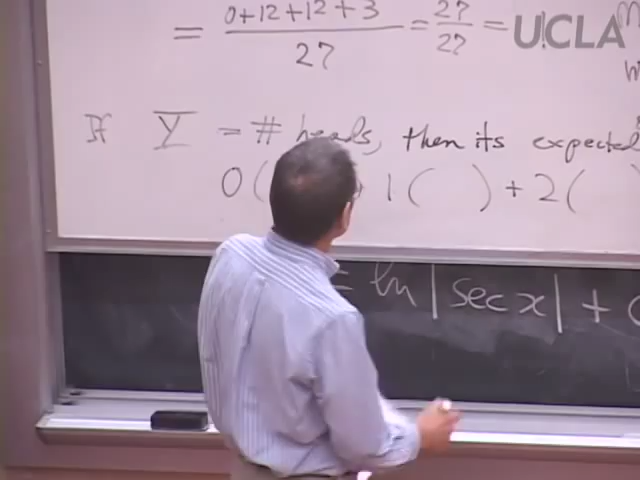 = 0+12+12+3 / 27 = 27/27 =
UCLA
If Y = # heads, then its expected
0( 1( ) + 2( )
= ln |sec x| +